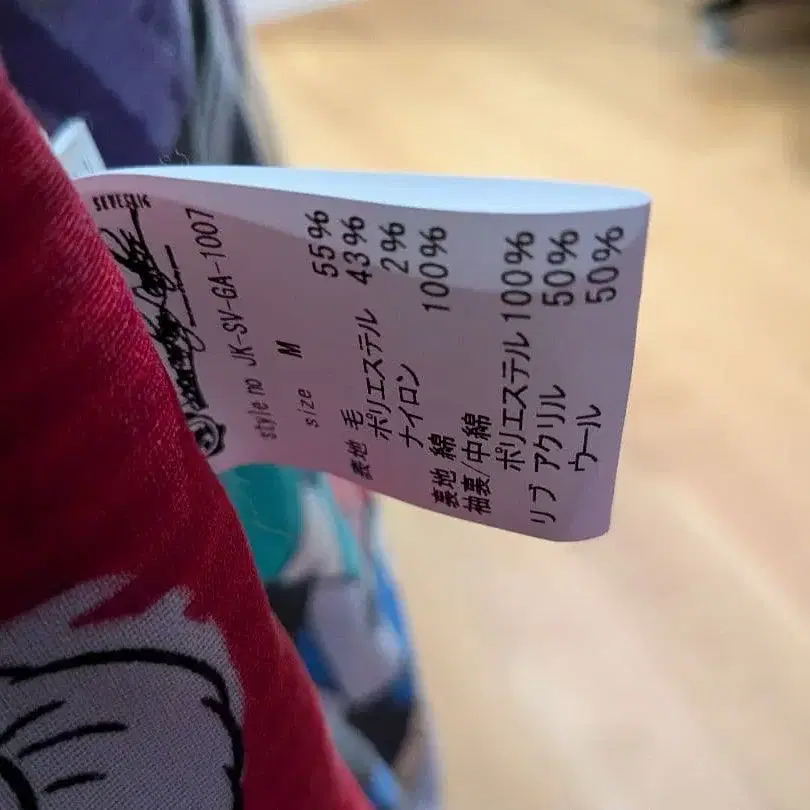 style no JK-SV-GA-1007
size M
表地 毛 55%
ポリエステル 43%
ナイロン 2%
裏地 綿 100%
袖裏/中綿
ポリエステル 100%
リブ アクリル 50%
ウール 50%